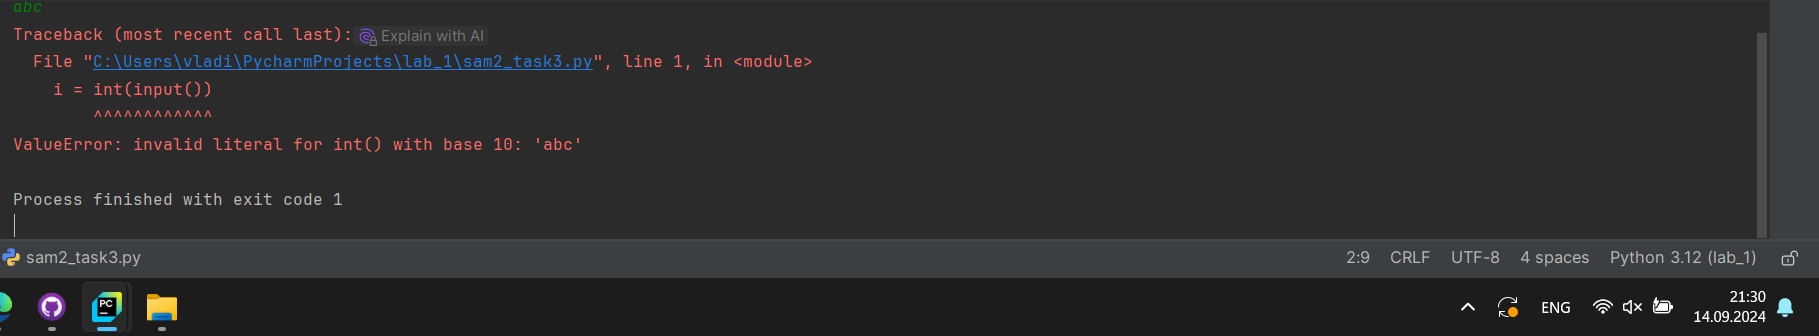 abc
Traceback (most recent call last): Explain with AI
  File "C:\Users\vladi\PycharmProjects\lab_1\sam2_task3.py", line 1, in <module>
    i = int(input())
        ^^^^^^^^^^^^
ValueError: invalid literal for int() with base 10: 'abc'
Process finished with exit code 1
sam2_task3.py 2:9 CRLF UTF-8 4 spaces Python 3.12 (lab_1)
PC
ENG
21:30
14.09.2024